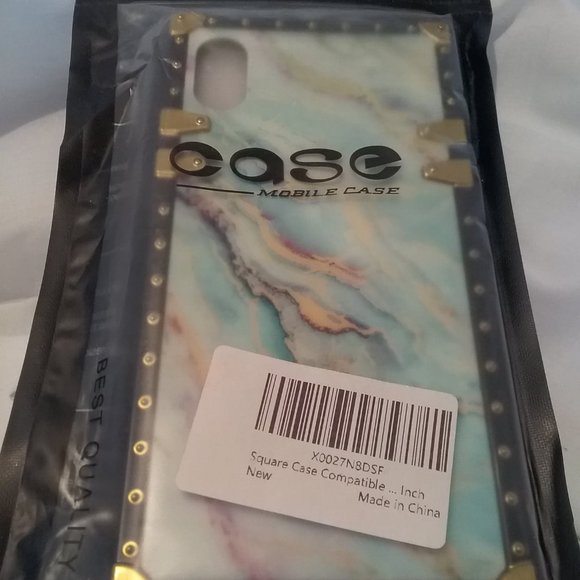 case
MOBILE CASE
BEST QUALITY
X0027N8DSF
Square Case Compatible ... Inch
New
Made in China